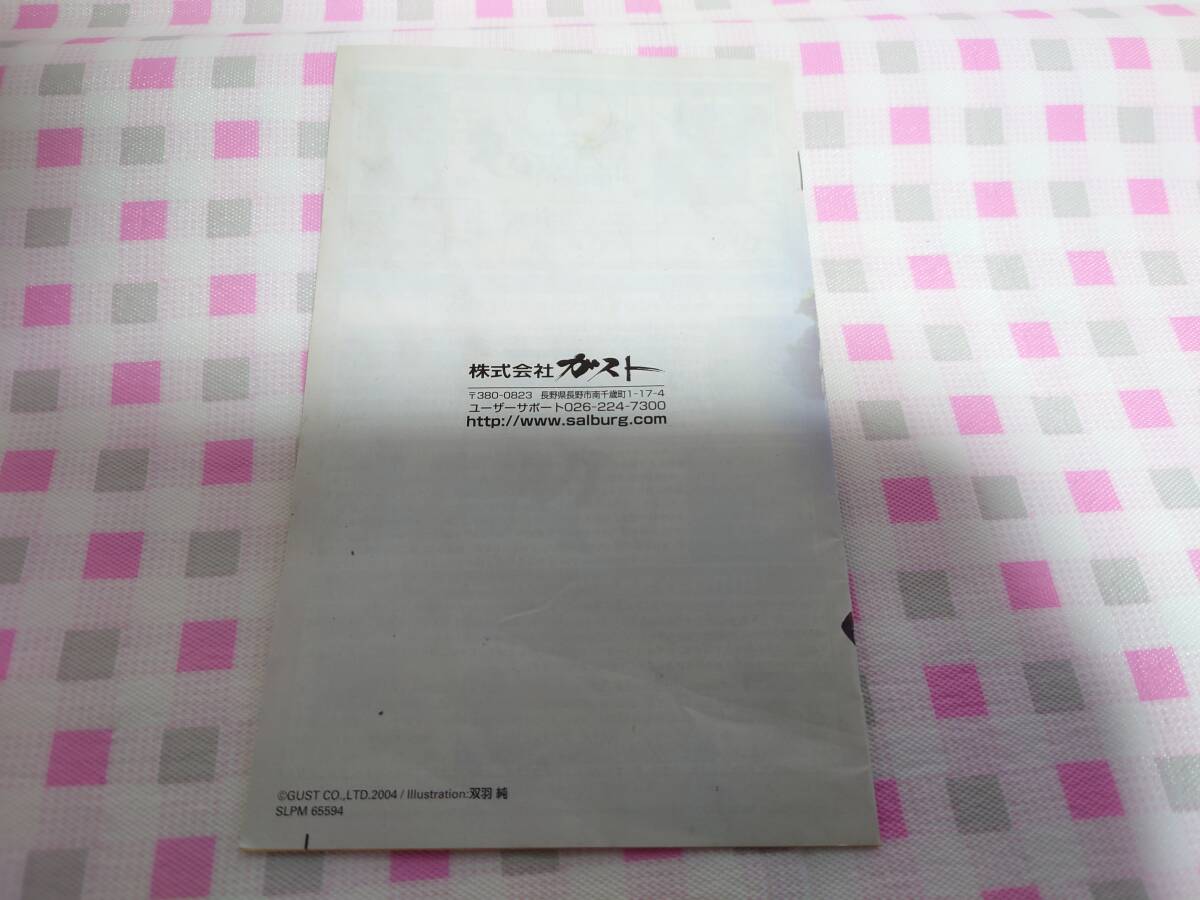 株式会社ガスト
〒380-0823 長野県長野市南千歳町1-17-4
ユーザーサポート026-224-7300
http://www.salburg.com
©GUST CO.,LTD.2004 / Illustration:双羽 純
SLPM 65594